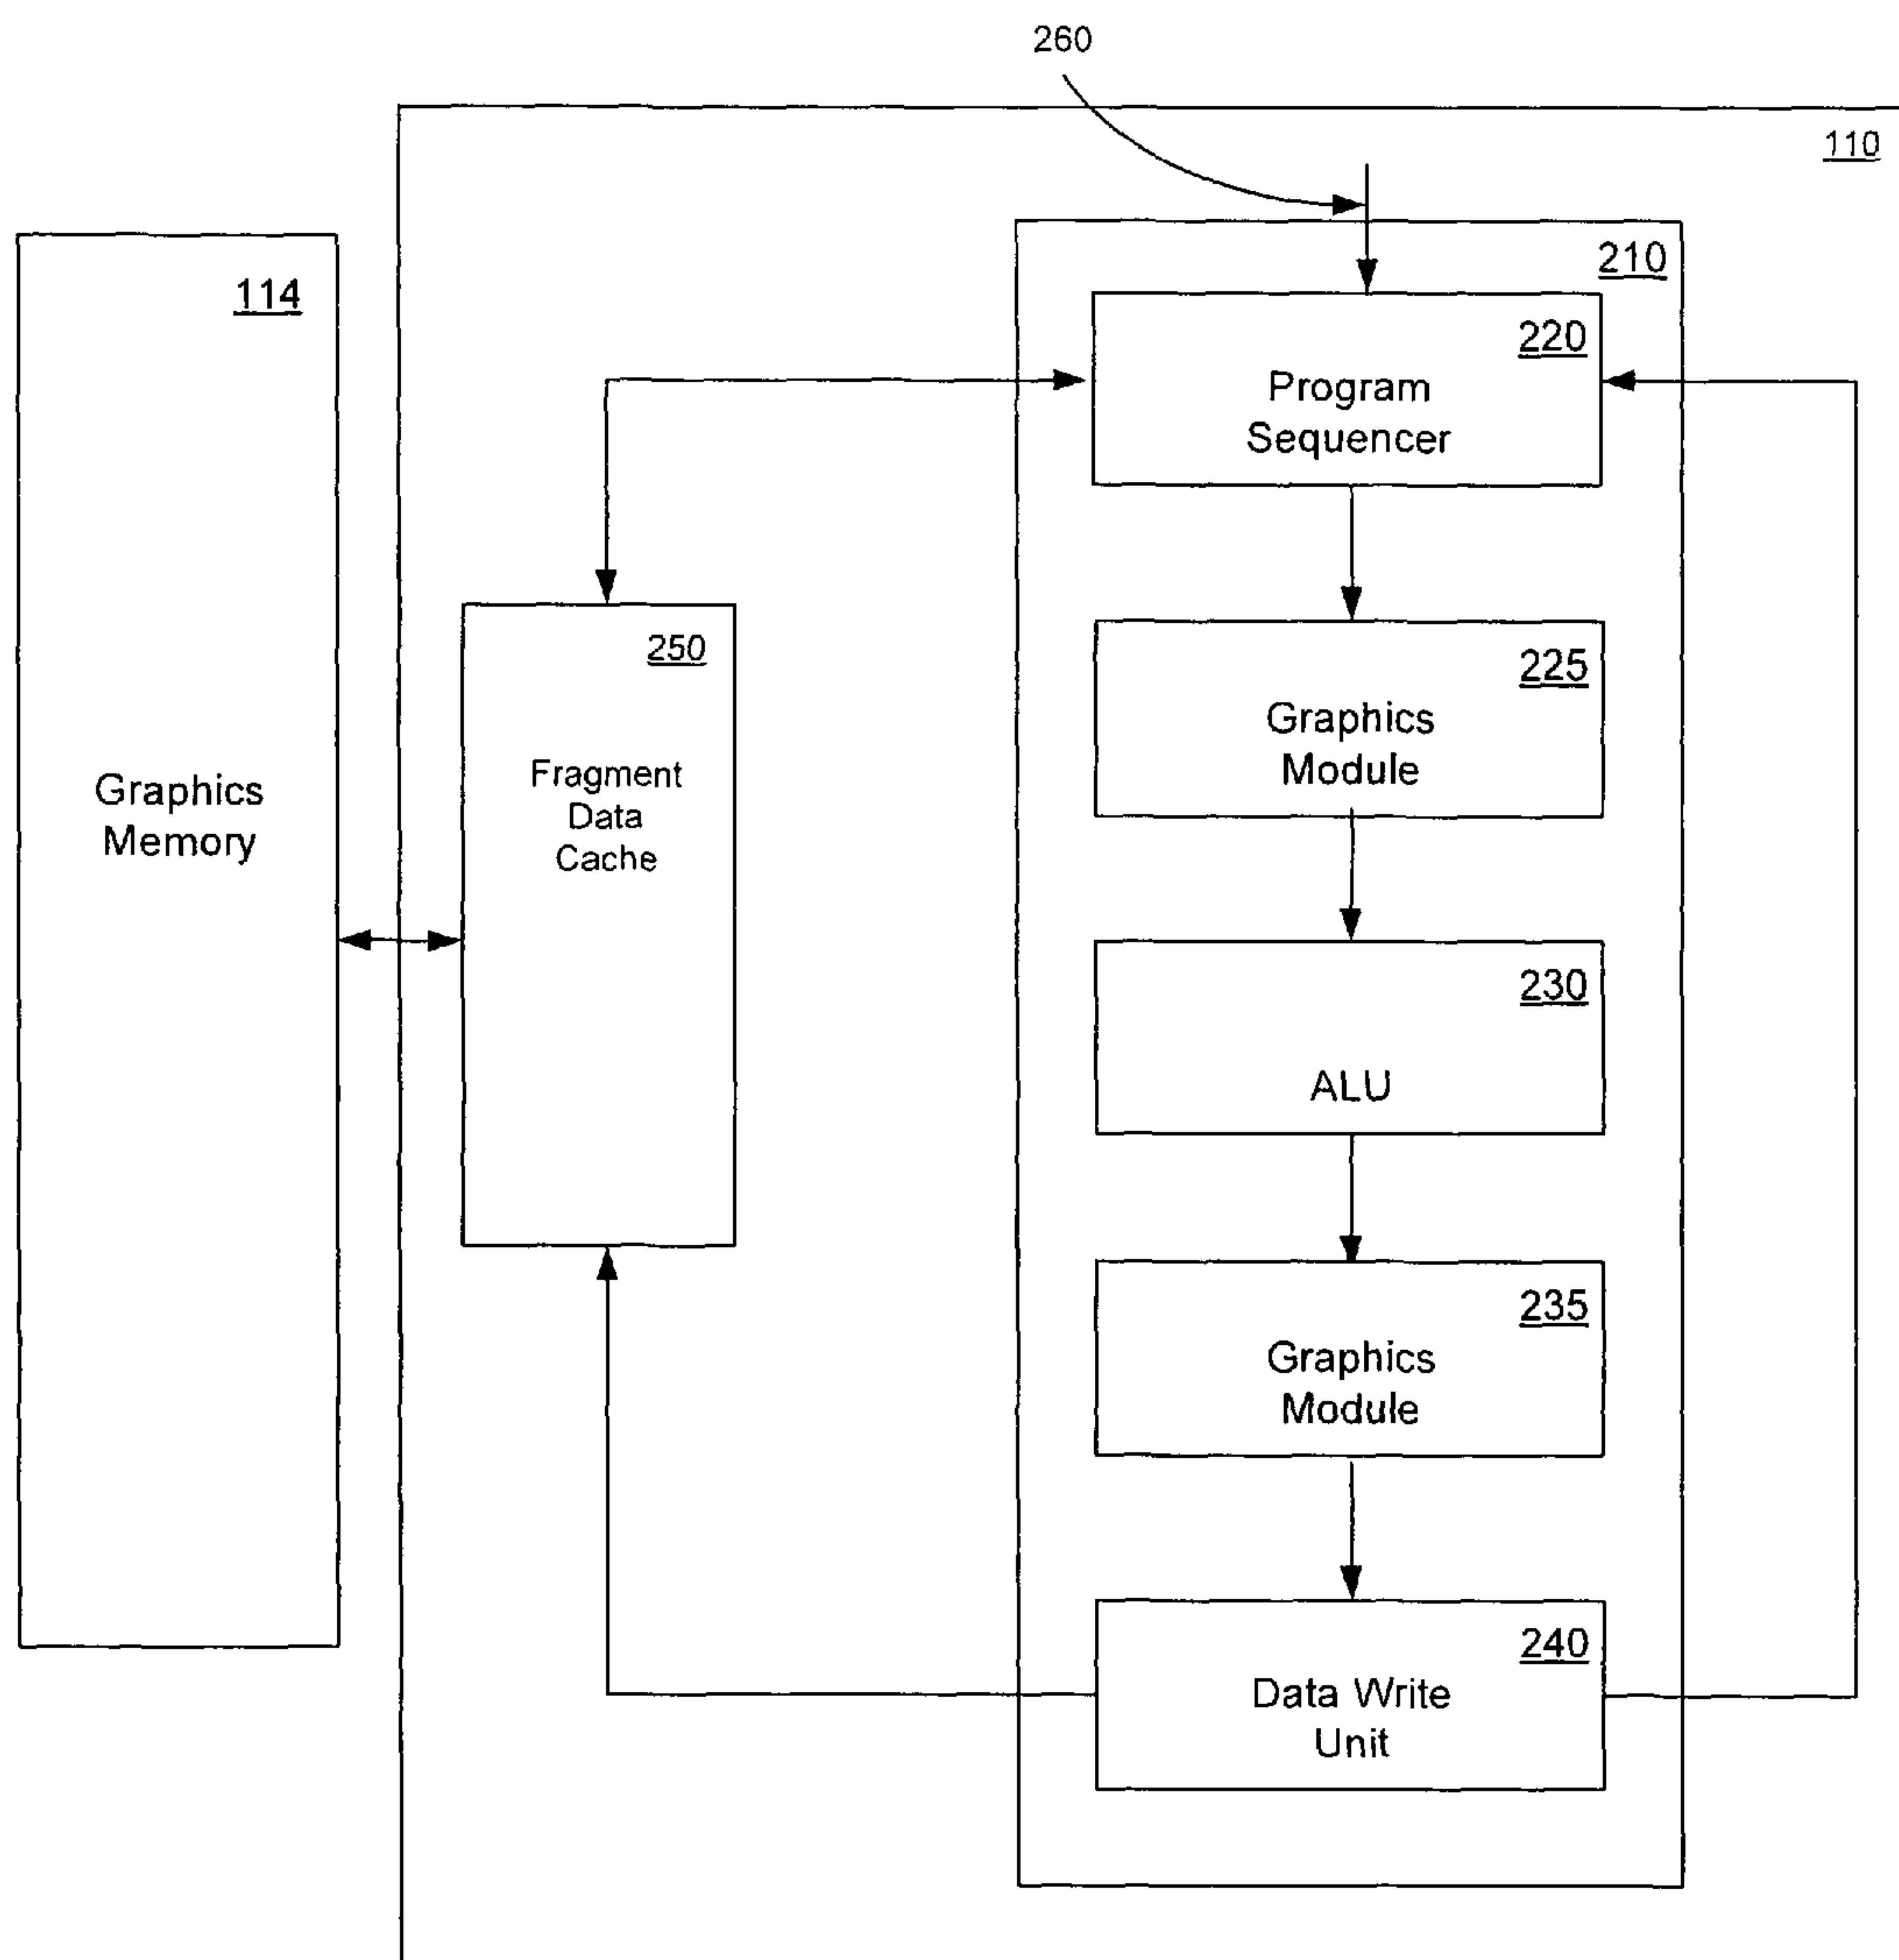 260
110
210
114
220
Program
Sequencer
250
Fragment
Data
Cache
225
Graphics
Module
Graphics
Memory
230
ALU
235
Graphics
Module
240
Data Write
Unit